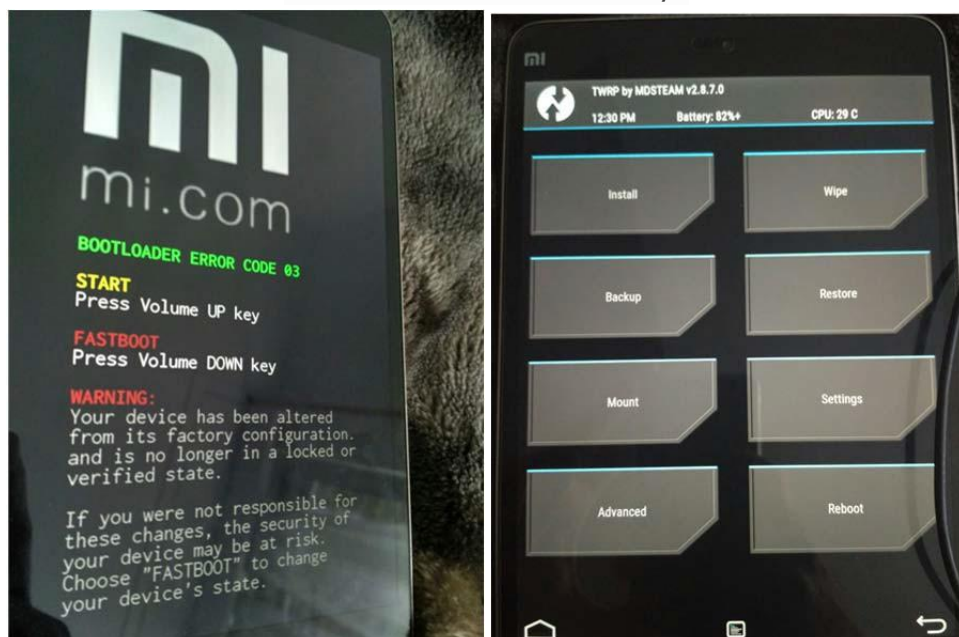 mi
mi.com
BOOTLOADER ERROR CODE 03
START
Press Volume UP key
FASTBOOT
Press Volume DOWN key
WARNING:
Your device has been altered
from its factory configuration.
and is no longer in a locked or
verified state.
If you were not responsible for
these changes, the security of
your device may be at risk.
Choose "FASTBOOT" to change
your device's state.
mi
TWRP by MDSTEAM v2.8.7.0
12:30 PM Battery: 82%+ CPU: 29 C
Install Wipe
Backup Restore
Mount Settings
Advanced Reboot